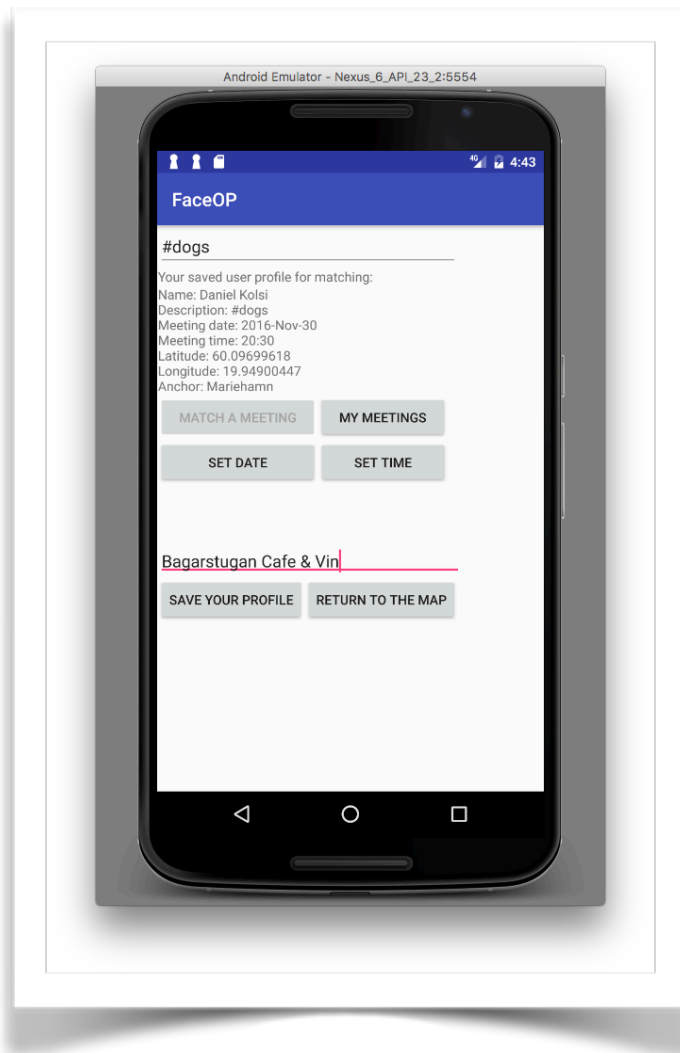 Android Emulator - Nexus_6_API_23_2:5554
4G 4:43
FaceOP
#dogs
Your saved user profile for matching:
Name: Daniel Kolsi
Description: #dogs
Meeting date: 2016-Nov-30
Meeting time: 20:30
Latitude: 60.09699618
Longitude: 19.94900447
Anchor: Mariehamn
MATCH A MEETING MY MEETINGS
SET DATE SET TIME
Bagarstugan Cafe & Vin
SAVE YOUR PROFILE RETURN TO THE MAP